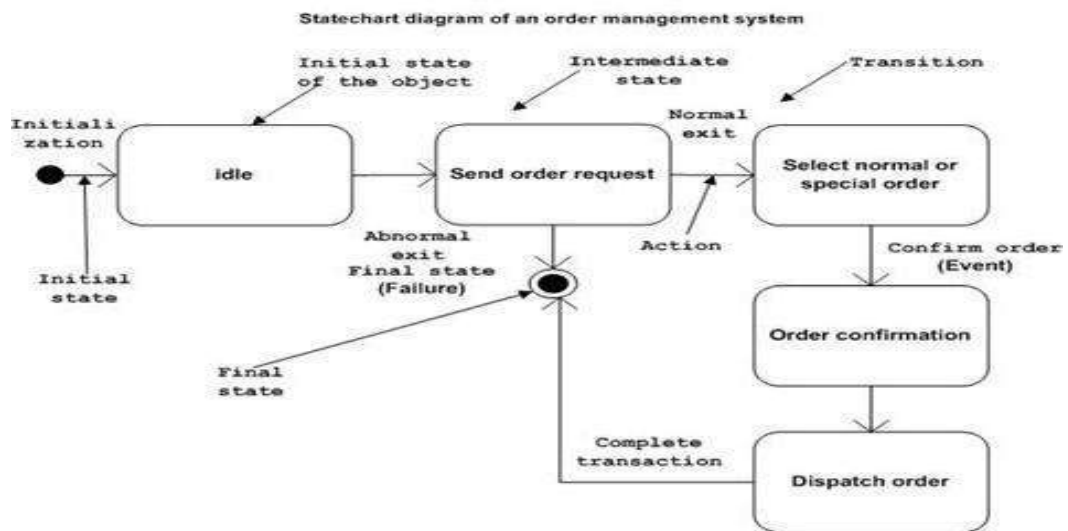 Statechart diagram of an order management system
Initial state
of the object
Intermediate
state
Transition
Initiali
zation
Normal
exit
idle
Send order request
Select normal or
special order
Abnormal
exit
Final state
(Failure)
Action
Confirm order
(Event)
Initial
state
Order confirmation
Final
state
Complete
transaction
Dispatch order